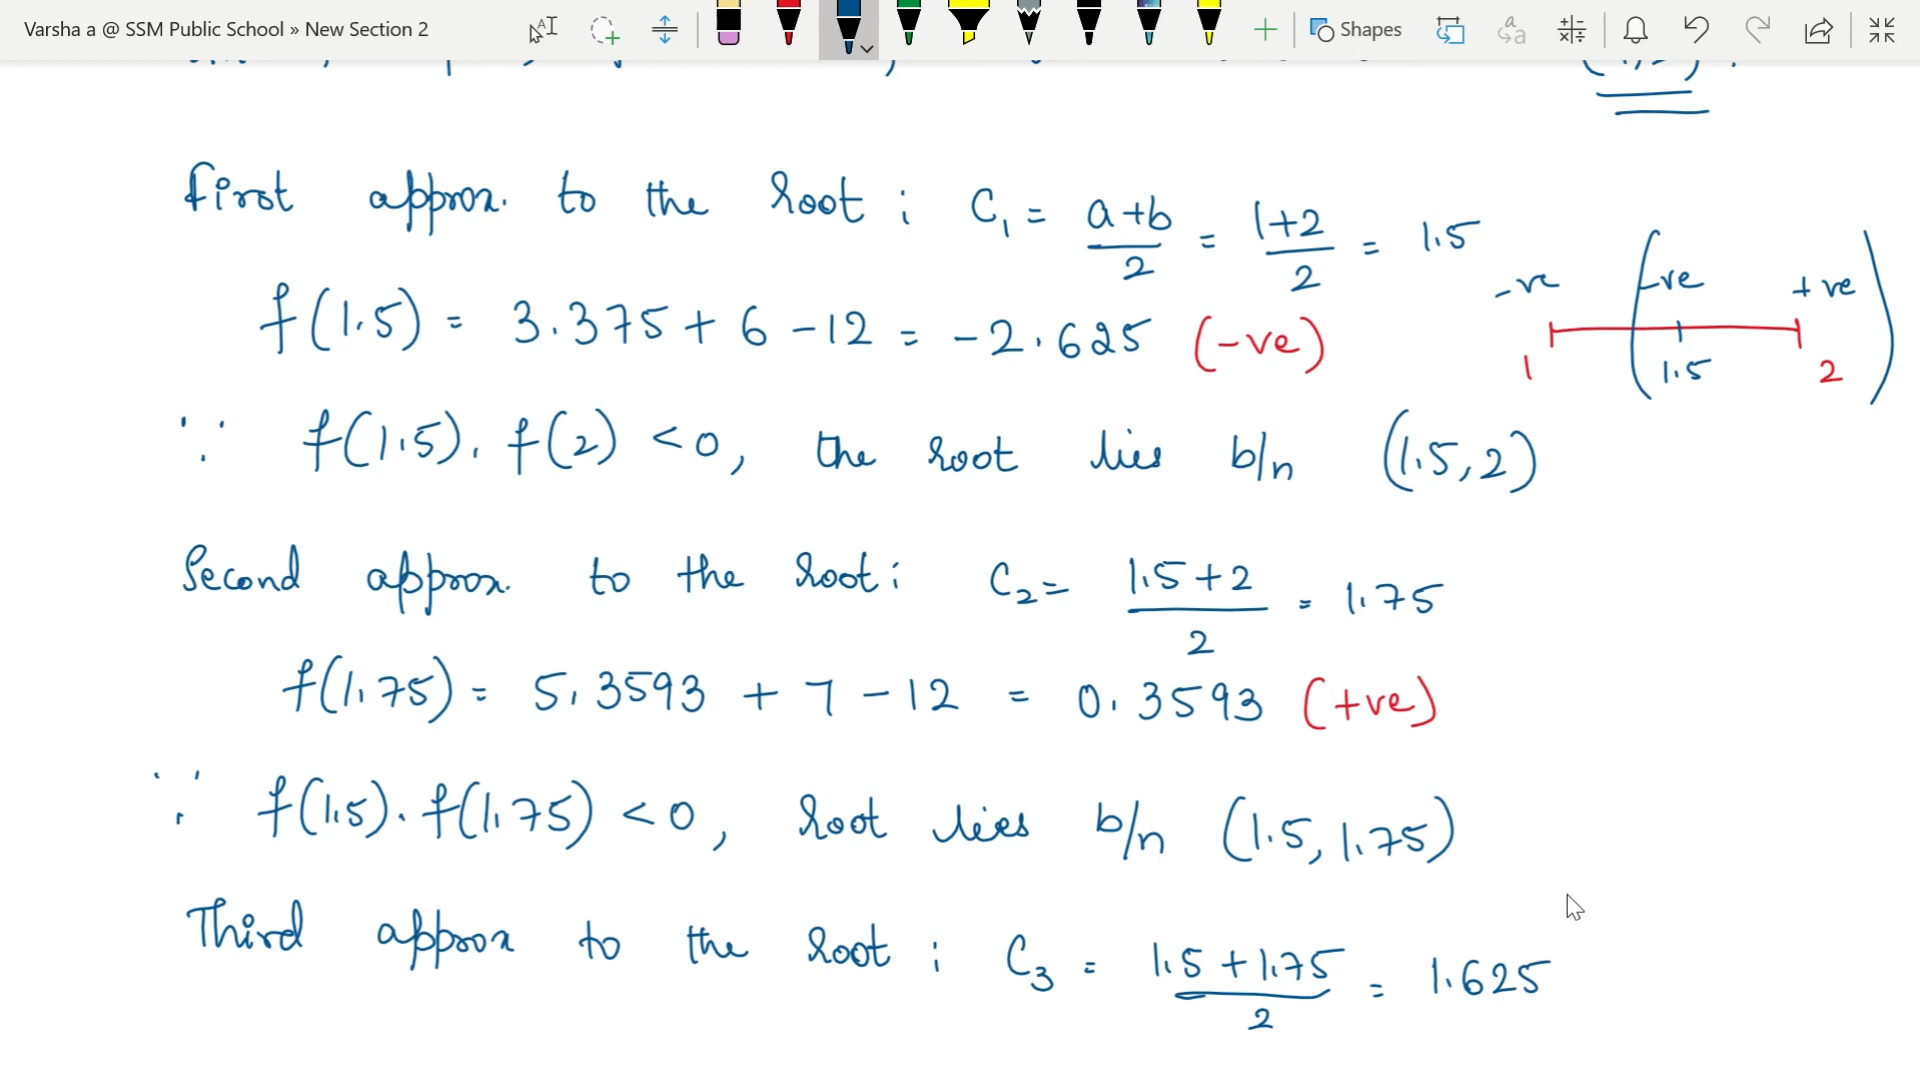 Varsha a @ SSM Public School » New Section 2
Shapes
First approx. to the root : C₁ = a+b/2 = 1+2/2 = 1.5
-ve -ve +ve
1 1.5 2
f(1.5) = 3.375 + 6 - 12 = -2.625 (-ve)
∵ f(1.5). f(2) < 0, the root lies b/n (1.5, 2)
Second approx. to the root : C₂ = 1.5+2/2 = 1.75
f(1.75) = 5.3593 + 7 - 12 = 0.3593 (+ve)
∵ f(1.5). f(1.75) < 0, root lies b/n (1.5, 1.75)
Third approx to the root : C₃ = 1.5+1.75/2 = 1.625